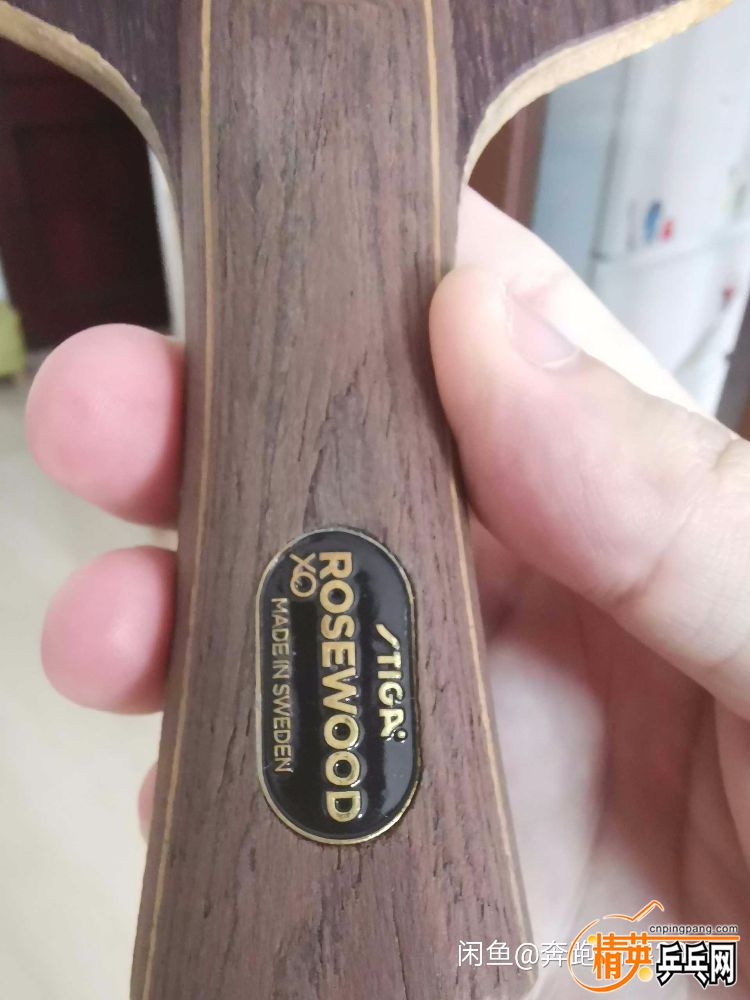 STIGA
ROSEWOOD
XO
MADE IN SWEDEN
cnpingpang.com
闲鱼@奔跑
精英乒乓网